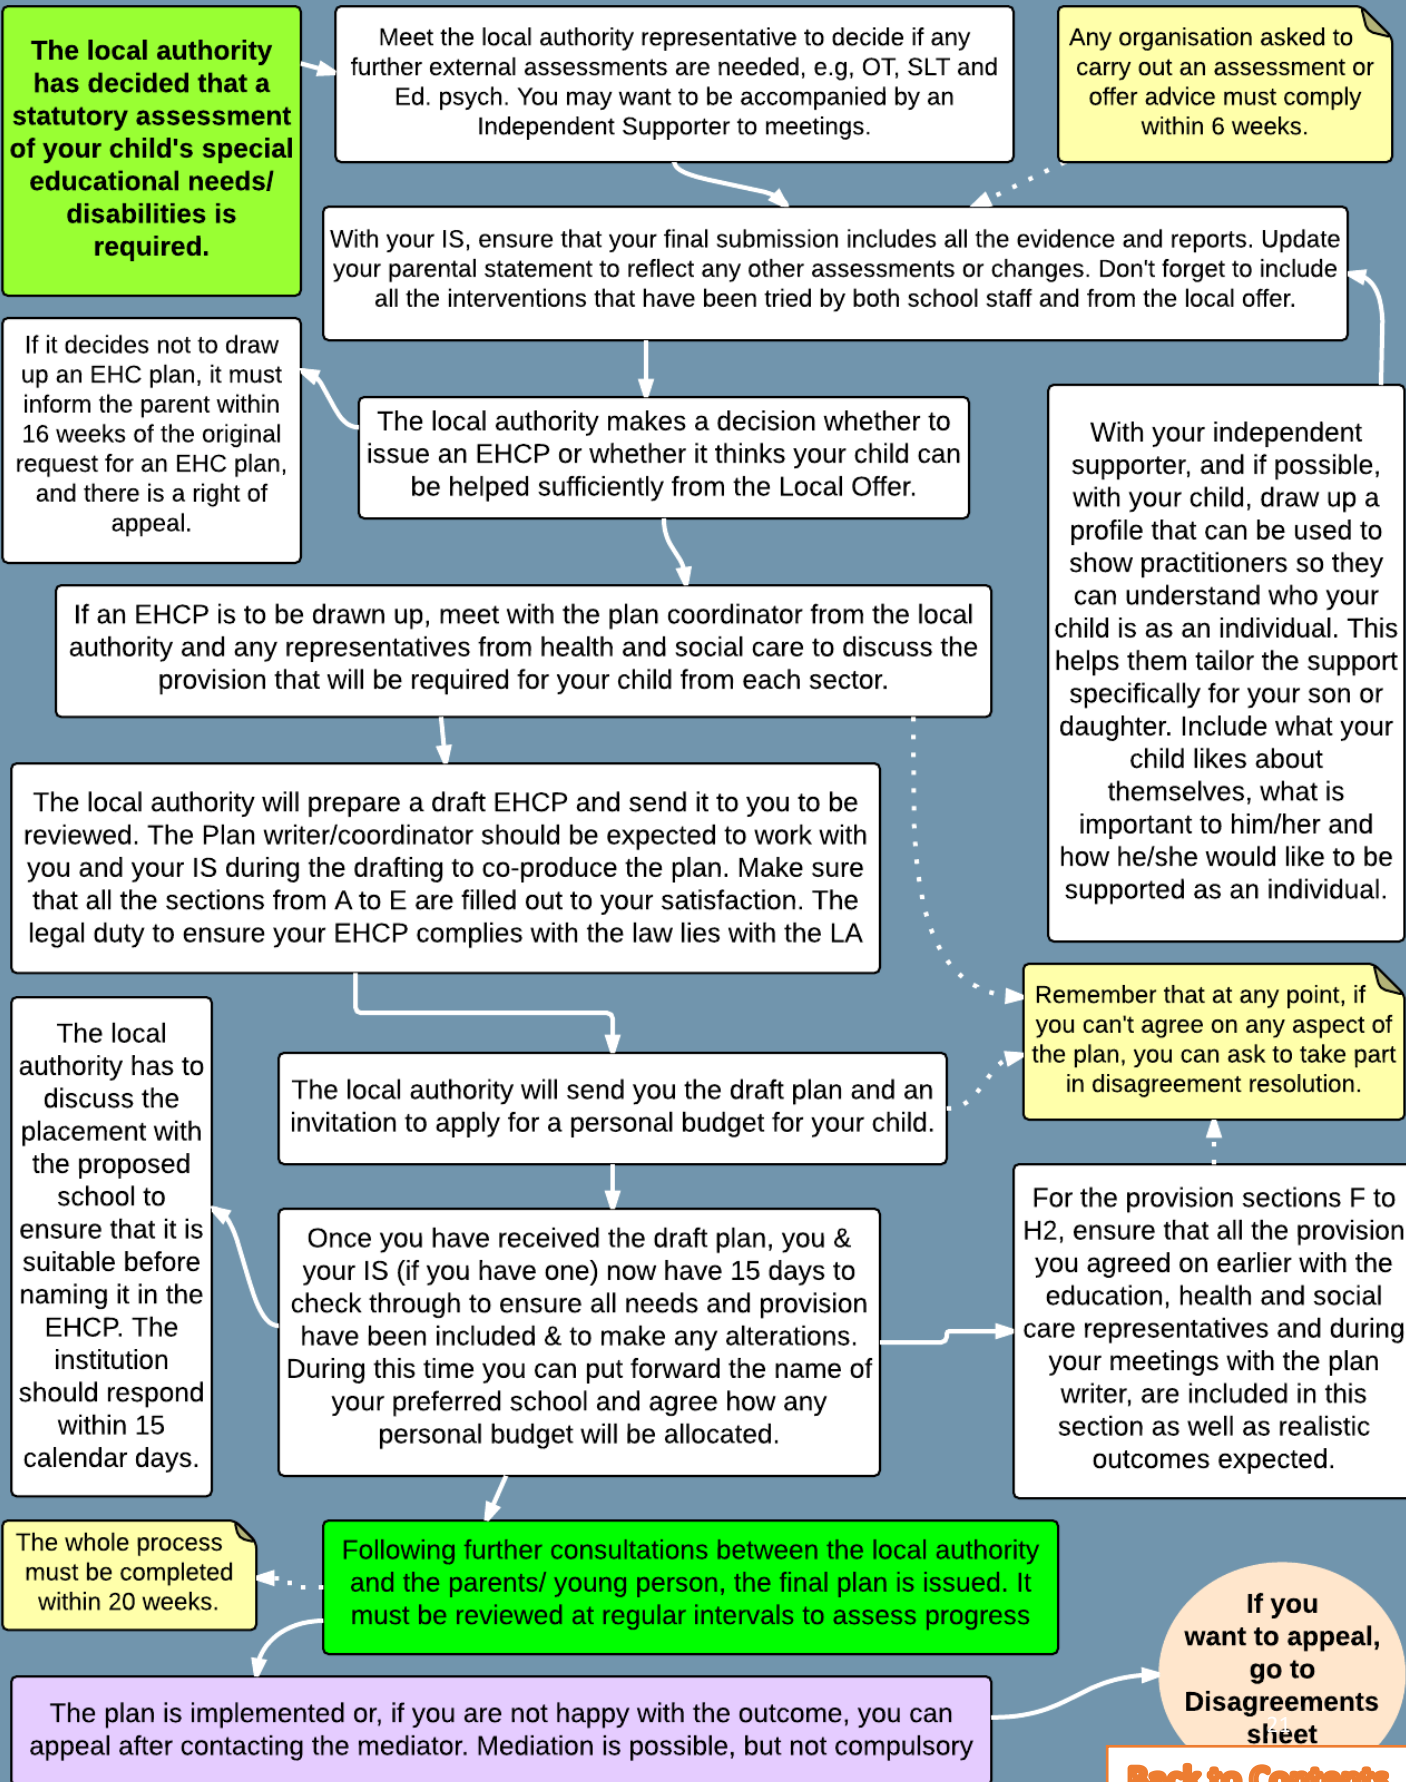 The local authority
has decided that a
statutory assessment
of your child's special
educational needs/
disabilities is
required.
Meet the local authority representative to decide if any
further external assessments are needed, e.g, OT, SLT and
Ed. psych. You may want to be accompanied by an
Independent Supporter to meetings.
Any organisation asked to
carry out an assessment or
offer advice must comply
within 6 weeks.
With your IS, ensure that your final submission includes all the evidence and reports. Update
your parental statement to reflect any other assessments or changes. Don't forget to include
all the interventions that have been tried by both school staff and from the local offer.
If it decides not to draw
up an EHC plan, it must
inform the parent within
16 weeks of the original
request for an EHC plan,
and there is a right of
appeal.
The local authority makes a decision whether to
issue an EHCP or whether it thinks your child can
be helped sufficiently from the Local Offer.
With your independent
supporter, and if possible,
with your child, draw up a
profile that can be used to
show practitioners so they
can understand who your
child is as an individual. This
helps them tailor the support
specifically for your son or
daughter. Include what your
child likes about
themselves, what is
important to him/her and
how he/she would like to be
supported as an individual.
If an EHCP is to be drawn up, meet with the plan coordinator from the local
authority and any representatives from health and social care to discuss the
provision that will be required for your child from each sector.
The local authority will prepare a draft EHCP and send it to you to be
reviewed. The Plan writer/coordinator should be expected to work with
you and your IS during the drafting to co-produce the plan. Make sure
that all the sections from A to E are filled out to your satisfaction. The
legal duty to ensure your EHCP complies with the law lies with the LA
Remember that at any point, if
you can't agree on any aspect of
the plan, you can ask to take part
in disagreement resolution.
The local
authority has to
discuss the
placement with
the proposed
school to
ensure that it is
suitable before
naming it in the
EHCP. The
institution
should respond
within 15
calendar days.
The local authority will send you the draft plan and an
invitation to apply for a personal budget for your child.
Once you have received the draft plan, you &
your IS (if you have one) now have 15 days to
check through to ensure all needs and provision
have been included & to make any alterations.
During this time you can put forward the name of
your preferred school and agree how any
personal budget will be allocated.
For the provision sections F to
H2, ensure that all the provision
you agreed on earlier with the
education, health and social
care representatives and during
your meetings with the plan
writer, are included in this
section as well as realistic
outcomes expected.
The whole process
must be completed
within 20 weeks.
Following further consultations between the local authority
and the parents/ young person, the final plan is issued. It
must be reviewed at regular intervals to assess progress
If you
want to appeal,
go to
Disagreements
sheet
21
The plan is implemented or, if you are not happy with the outcome, you can
appeal after contacting the mediator. Mediation is possible, but not compulsory
Back to Contents